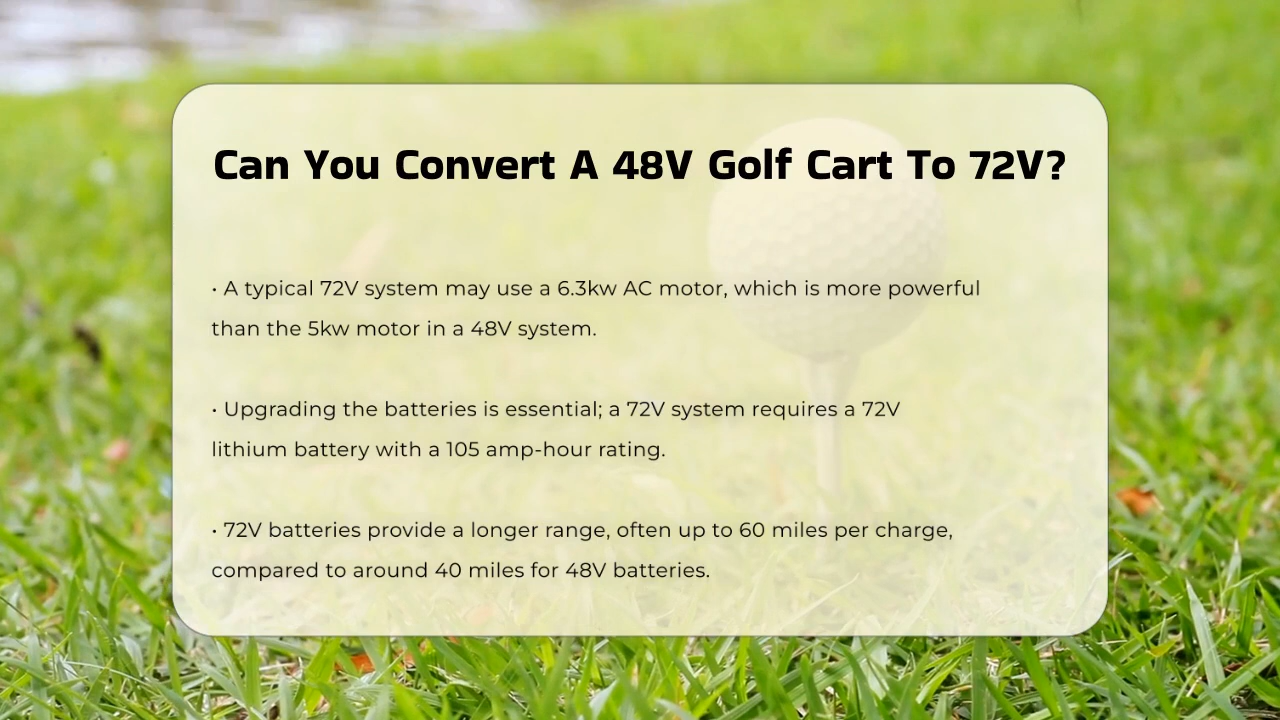 Can You Convert A 48V Golf Cart To 72V?
• A typical 72V system may use a 6.3kw AC motor, which is more powerful
than the 5kw motor in a 48V system.
• Upgrading the batteries is essential; a 72V system requires a 72V
lithium battery with a 105 amp-hour rating.
• 72V batteries provide a longer range, often up to 60 miles per charge,
compared to around 40 miles for 48V batteries.